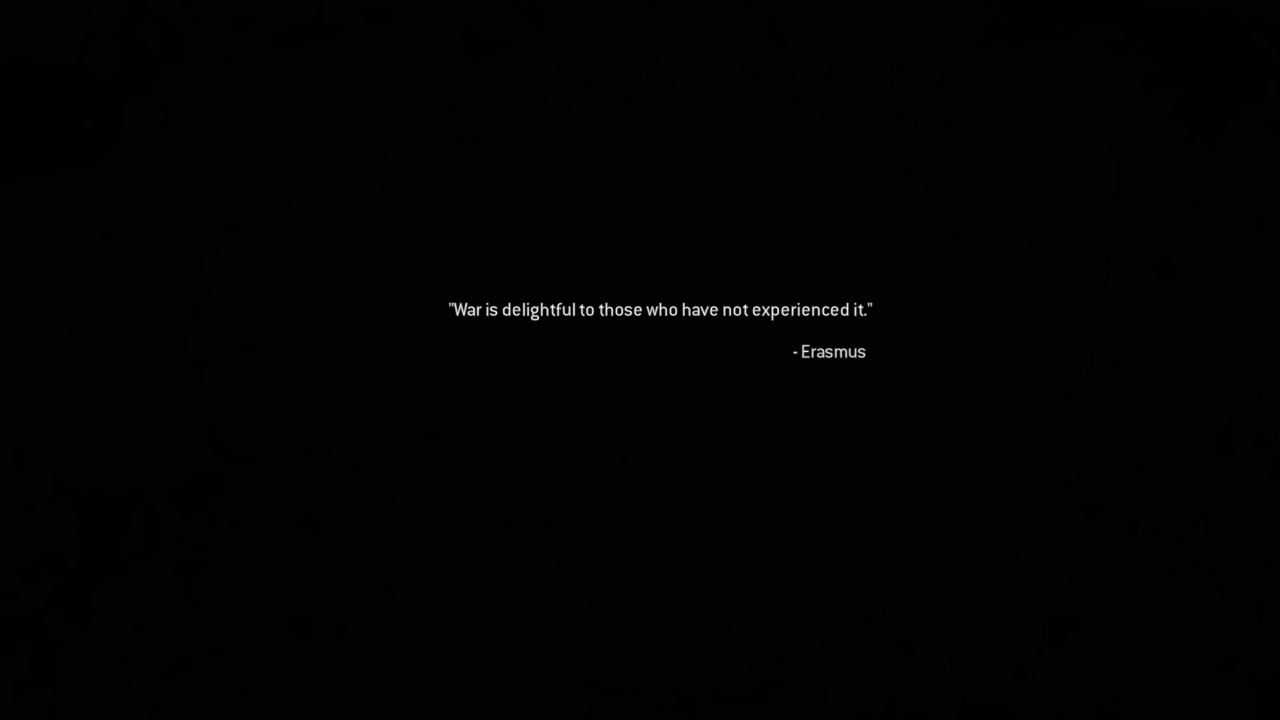 "War is delightful to those who have not experienced it."
- Erasmus